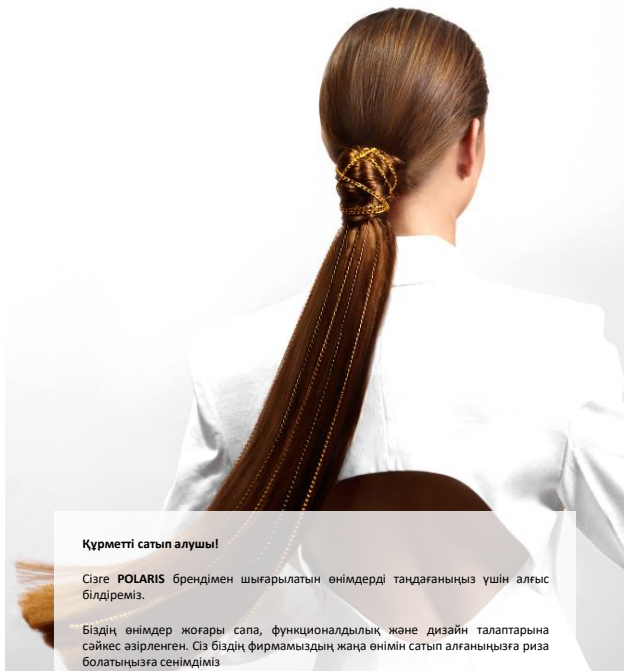 Құрметті сатып алушы!
Сізге POLARIS брендімен шығарылатын өнімдерді таңдағаныңыз үшін алғыс
білдіреміз.
Біздің өнімдер жоғары сапа, функционалдылық және дизайн талаптарына
сәйкес әзірленген. Сіз біздің фирмамыздың жаңа өнімін сатып алғаныңызға риза
болатыңызға сенімдіміз